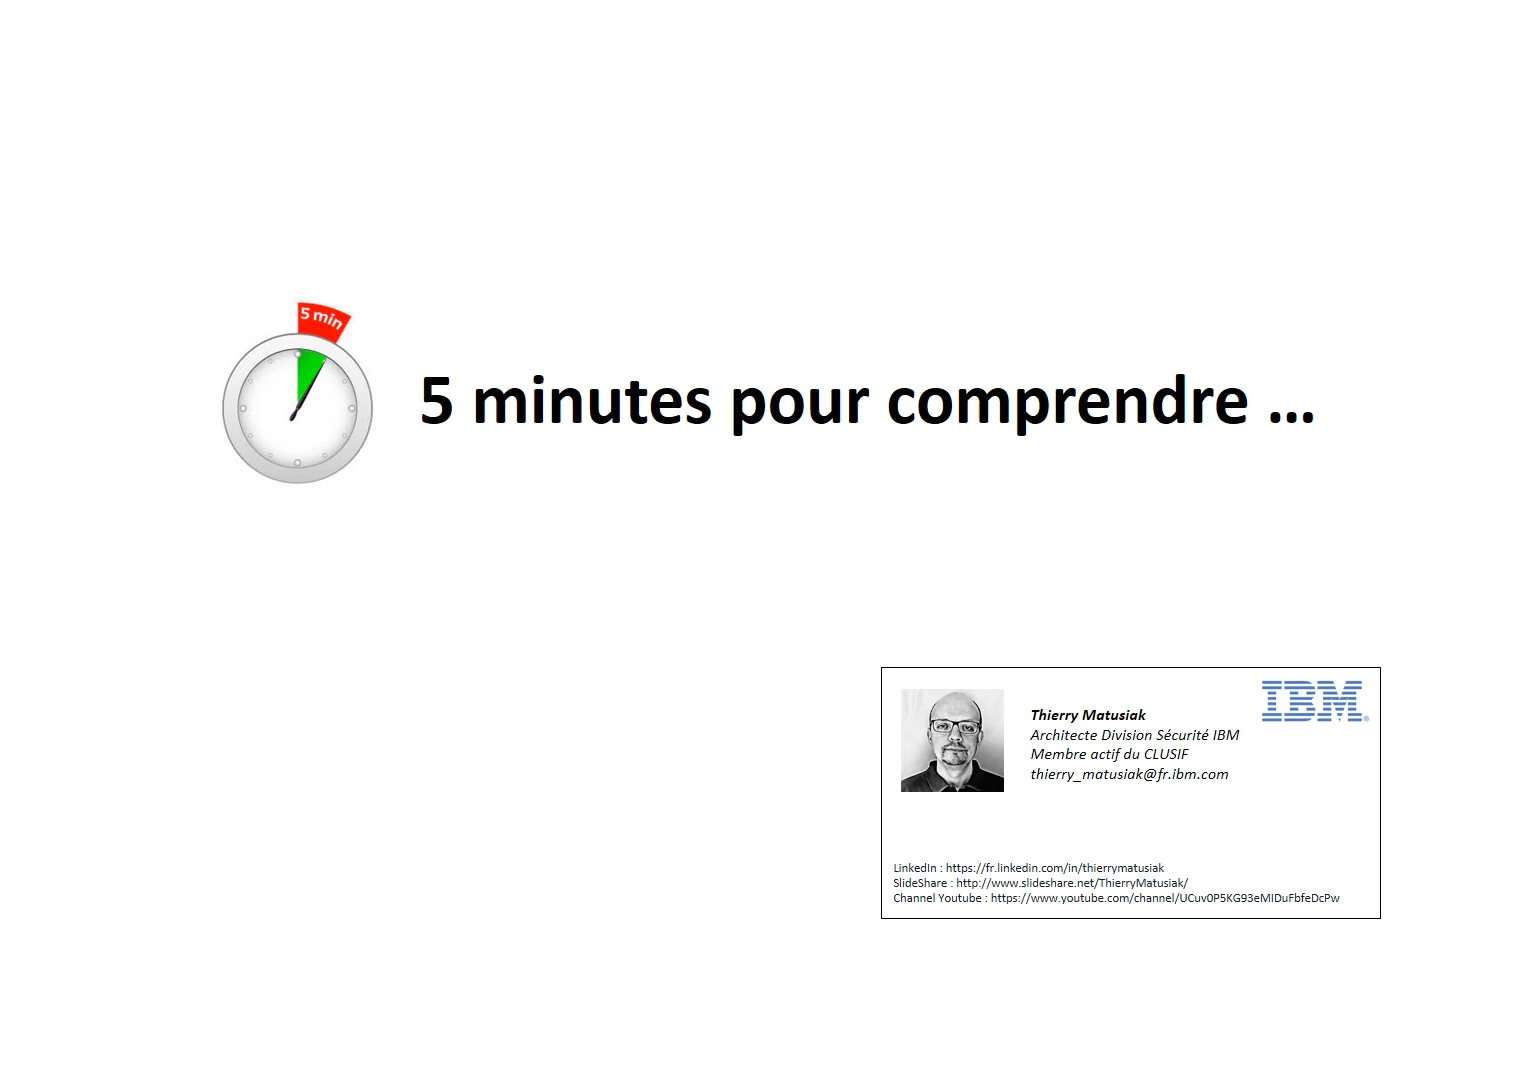 5 min
5 minutes pour comprendre ...
IBM®
Thierry Matusiak
Architecte Division Sécurité IBM
Membre actif du CLUSIF
thierry_matusiak@fr.ibm.com
LinkedIn : https://fr.linkedin.com/in/thierrymatusiak
SlideShare : http://www.slideshare.net/ThierryMatusiak/
Channel Youtube : https://www.youtube.com/channel/UCuv0P5KG93eMIDuFbfeDcPw